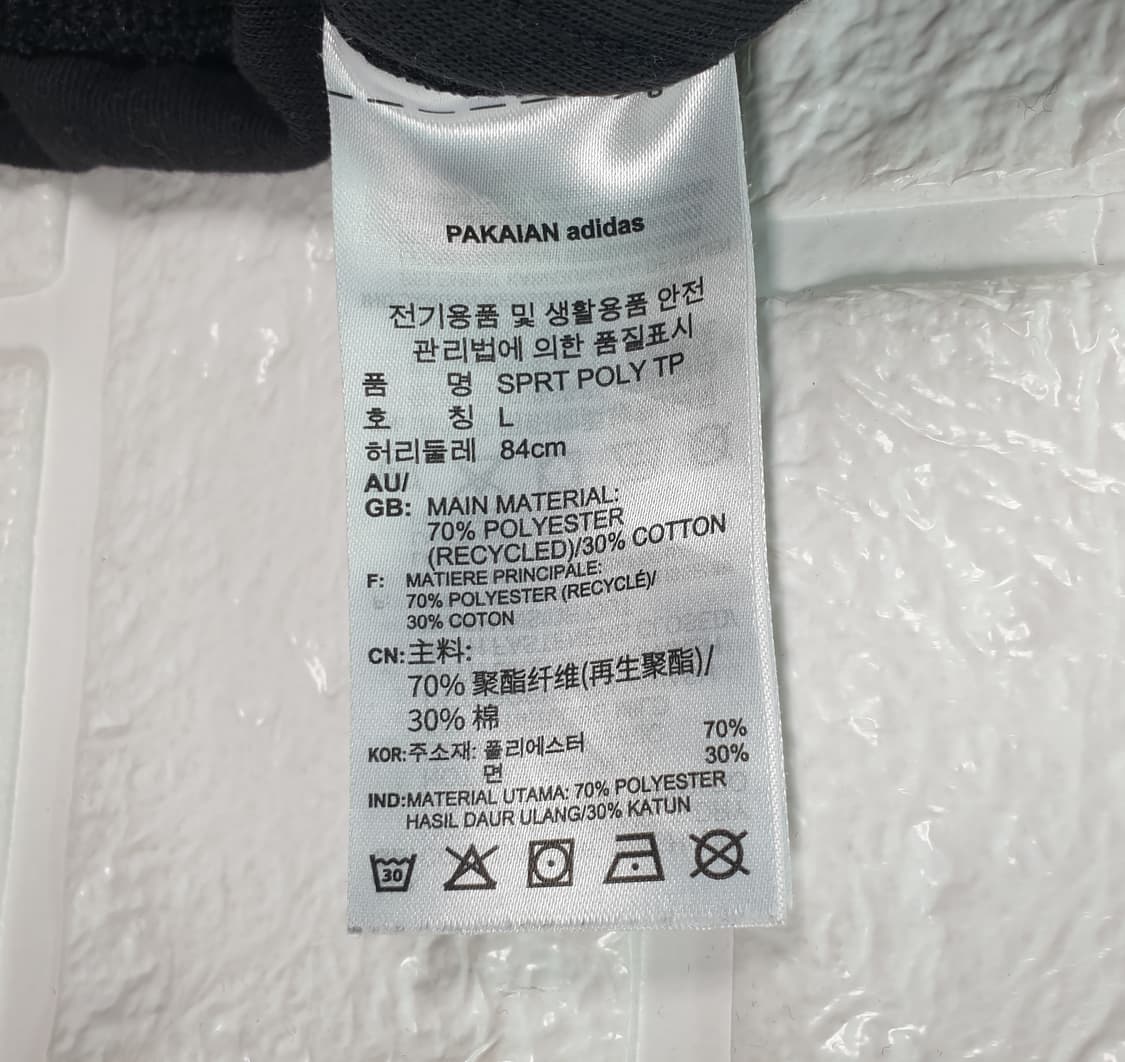 PAKAIAN adidas
전기용품 및 생활용품 안전
관리법에 의한 품질표시
품 명 SPRT POLY TP
호 칭 L
허리둘레 84cm
AU/
GB: MAIN MATERIAL:
70% POLYESTER
(RECYCLED)/30% COTTON
F: MATIERE PRINCIPALE:
70% POLYESTER (RECYCLÉ)/
30% COTON
CN:主料:
70% 聚酯纤维(再生聚酯)/
30% 棉
KOR:주소재: 폴리에스터 70%
면 30%
IND:MATERIAL UTAMA: 70% POLYESTER
HASIL DAUR ULANG/30% KATUN
30